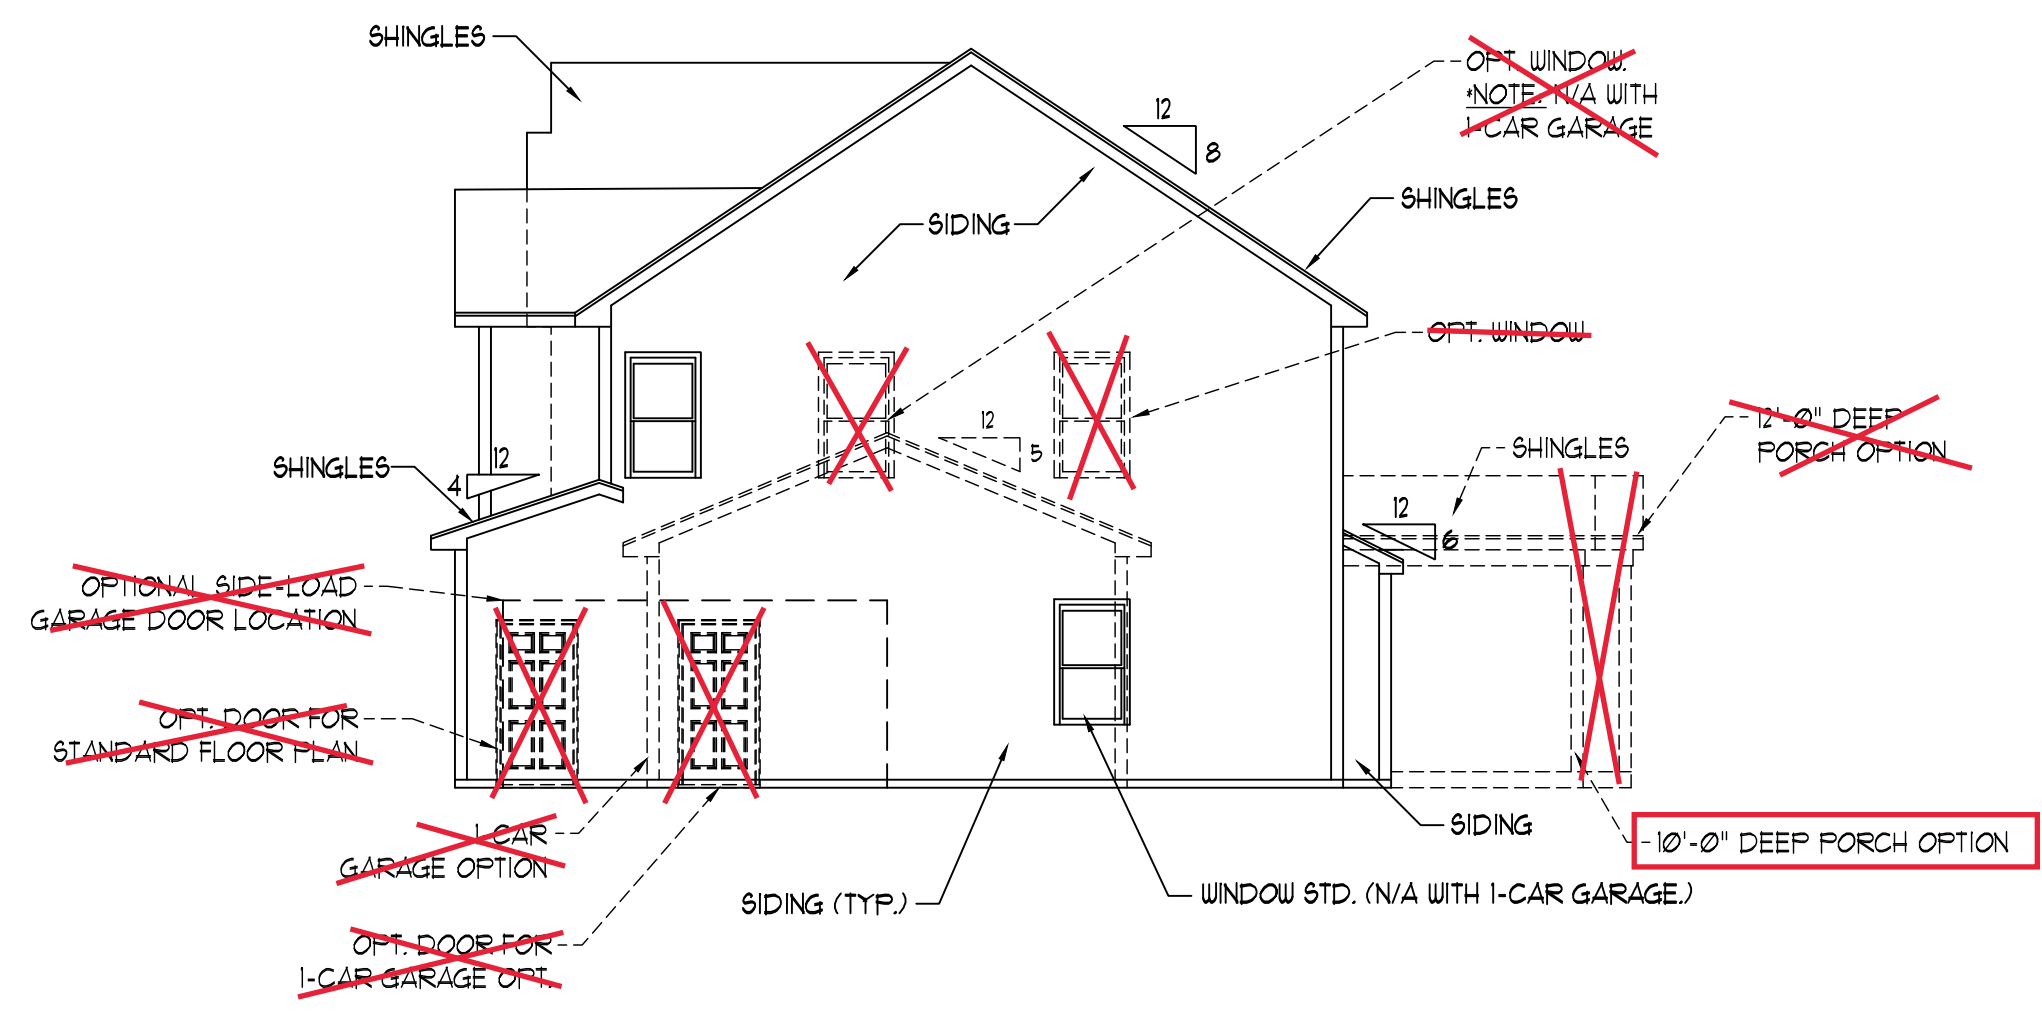 SHINGLES
OPT. WINDOW.
*NOTE: N/A WITH
1-CAR GARAGE
12
8
SHINGLES
SIDING
OPT. WINDOW
12'-0" DEEP
PORCH OPTION
12
5
SHINGLES
SHINGLES
12
4
12
6
OPTIONAL SIDE-LOAD
GARAGE DOOR LOCATION
OPT. DOOR FOR
STANDARD FLOOR PLAN
1-CAR
GARAGE OPTION
SIDING
10'-0" DEEP PORCH OPTION
SIDING (TYP.)
WINDOW STD. (N/A WITH 1-CAR GARAGE.)
OPT. DOOR FOR
1-CAR GARAGE OPT.